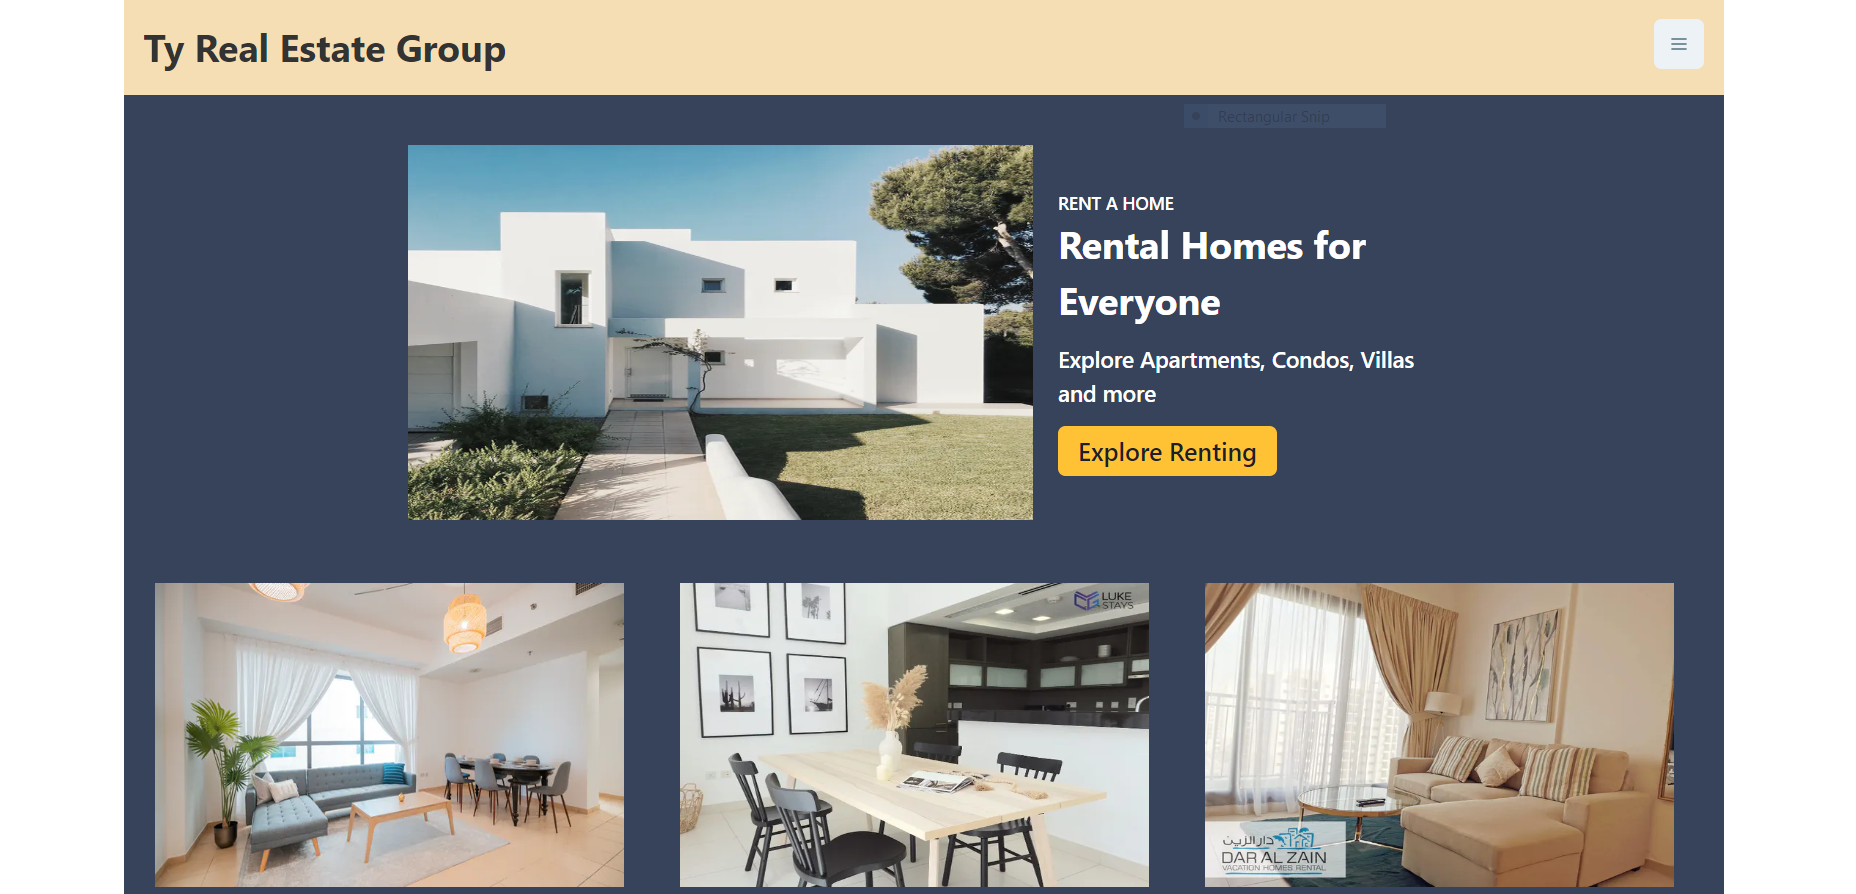 Ty Real Estate Group
Rectangular Snip
RENT A HOME
Rental Homes for
Everyone
Explore Apartments, Condos, Villas
and more
Explore Renting
LUKE
STAYS
دار الزين
DAR AL ZAIN
VACATION HOMES RENTAL